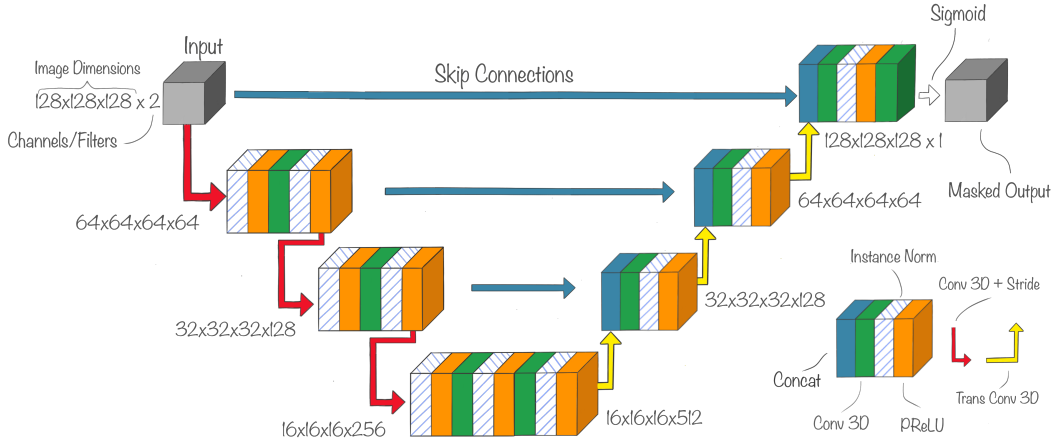 Sigmoid
Input
Image Dimensions
Skip Connections
128x128x128 x 2
Channels/Filters
128x128x128 x 1
Masked Output
64x64x64x64
64x64x64x64
Instance Norm
Conv 3D + Stride
32x32x32x128
32x32x32x128
Concat
Trans Conv 3D
16x16x16x256
16x16x16x512
Conv 3D
PReLU